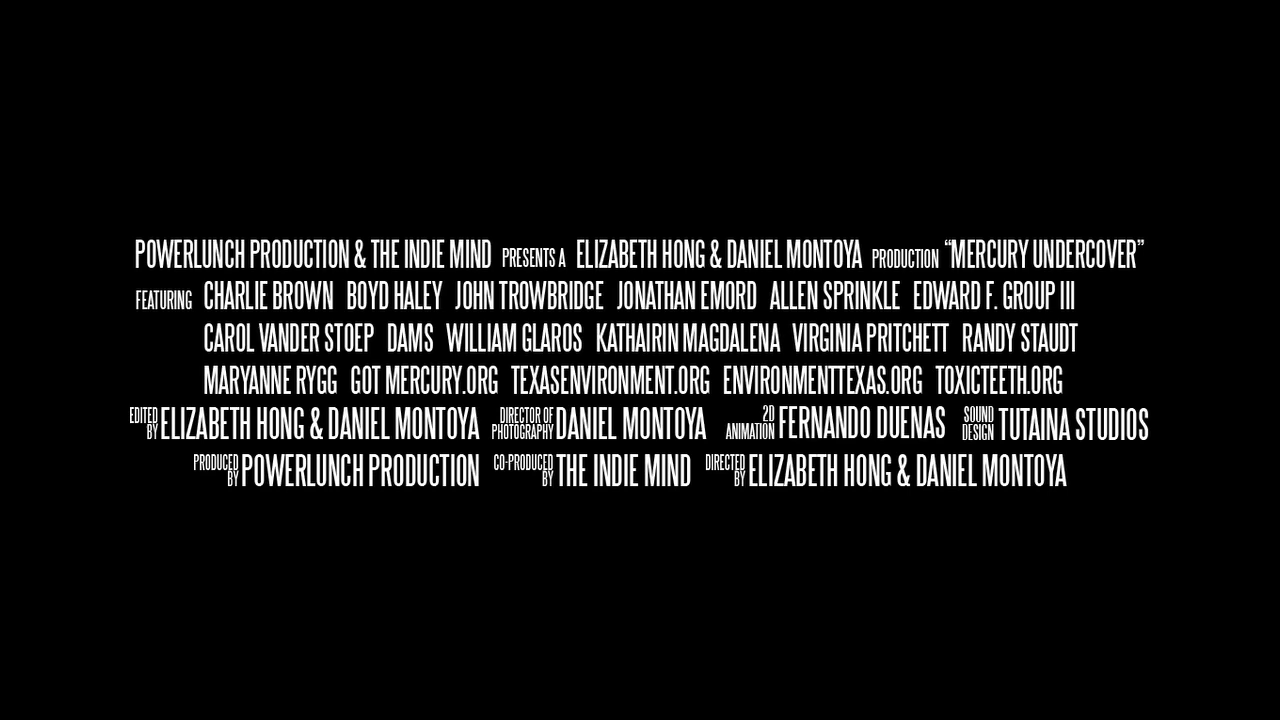 POWERLUNCH PRODUCTION & THE INDIE MIND PRESENTS A ELIZABETH HONG & DANIEL MONTOYA PRODUCTION “MERCURY UNDERCOVER”
FEATURING CHARLIE BROWN BOYD HALEY JOHN TROWBRIDGE JONATHAN EMORD ALLEN SPRINKLE EDWARD F. GROUP III
CAROL VANDER STOEP DAMS WILLIAM GLAROS KATHAIRIN MAGDALENA VIRGINIA PRITCHETT RANDY STAUDT
MARYANNE RYGG GOT MERCURY.ORG TEXASENVIRONMENT.ORG ENVIRONMENTTEXAS.ORG TOXICTEETH.ORG
EDITED BY ELIZABETH HONG & DANIEL MONTOYA DIRECTOR OF PHOTOGRAPHY DANIEL MONTOYA 2D ANIMATION FERNANDO DUENAS SOUND DESIGN TUTAINA STUDIOS
PRODUCED BY POWERLUNCH PRODUCTION CO-PRODUCED BY THE INDIE MIND DIRECTED BY ELIZABETH HONG & DANIEL MONTOYA